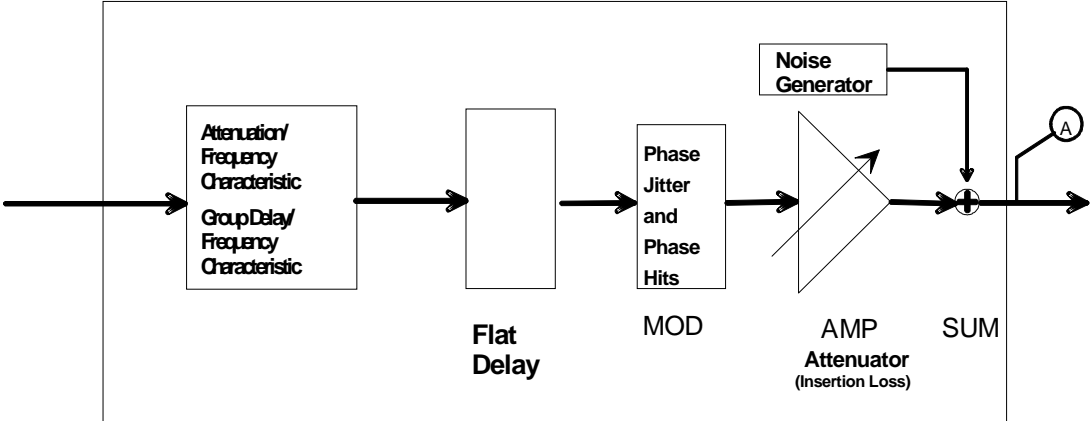 Noise
Generator
Attenuation/
Frequency
Characteristic
Group Delay/
Frequency
Characteristic
Phase
Jitter
and
Phase
Hits
A
Flat
Delay
MOD
AMP
Attenuator
(Insertion Loss)
SUM